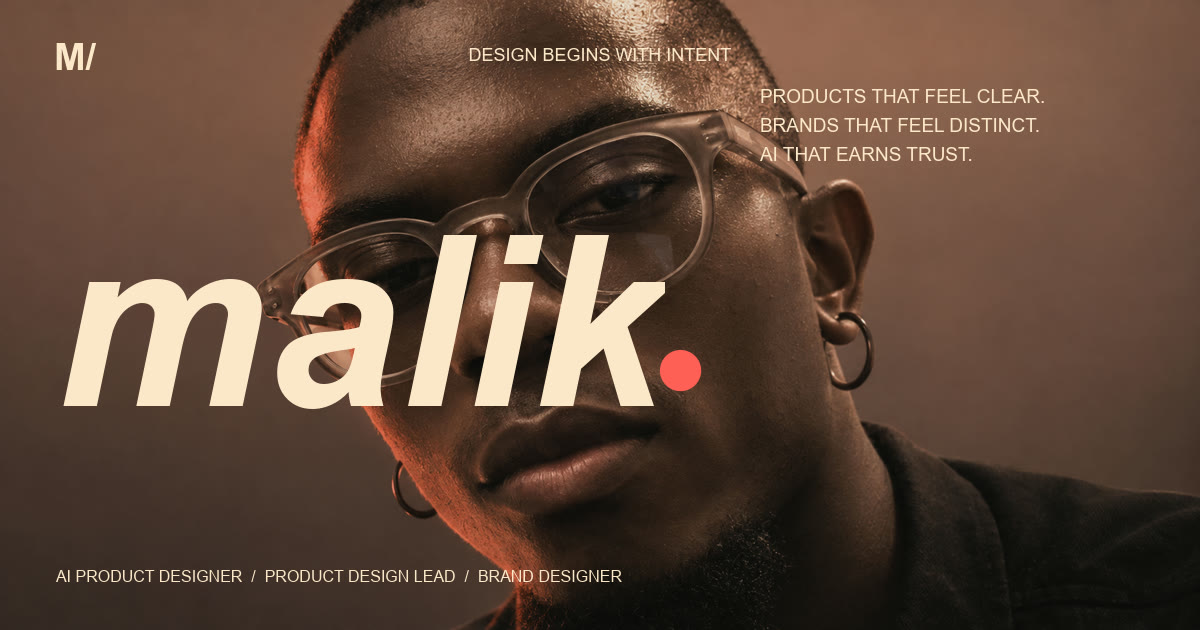 M/
DESIGN BEGINS WITH INTENT
PRODUCTS THAT FEEL CLEAR.
BRANDS THAT FEEL DISTINCT.
AI THAT EARNS TRUST.
malik.
AI PRODUCT DESIGNER / PRODUCT DESIGN LEAD / BRAND DESIGNER